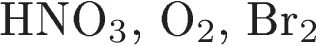 HNO₃, O₂, Br₂